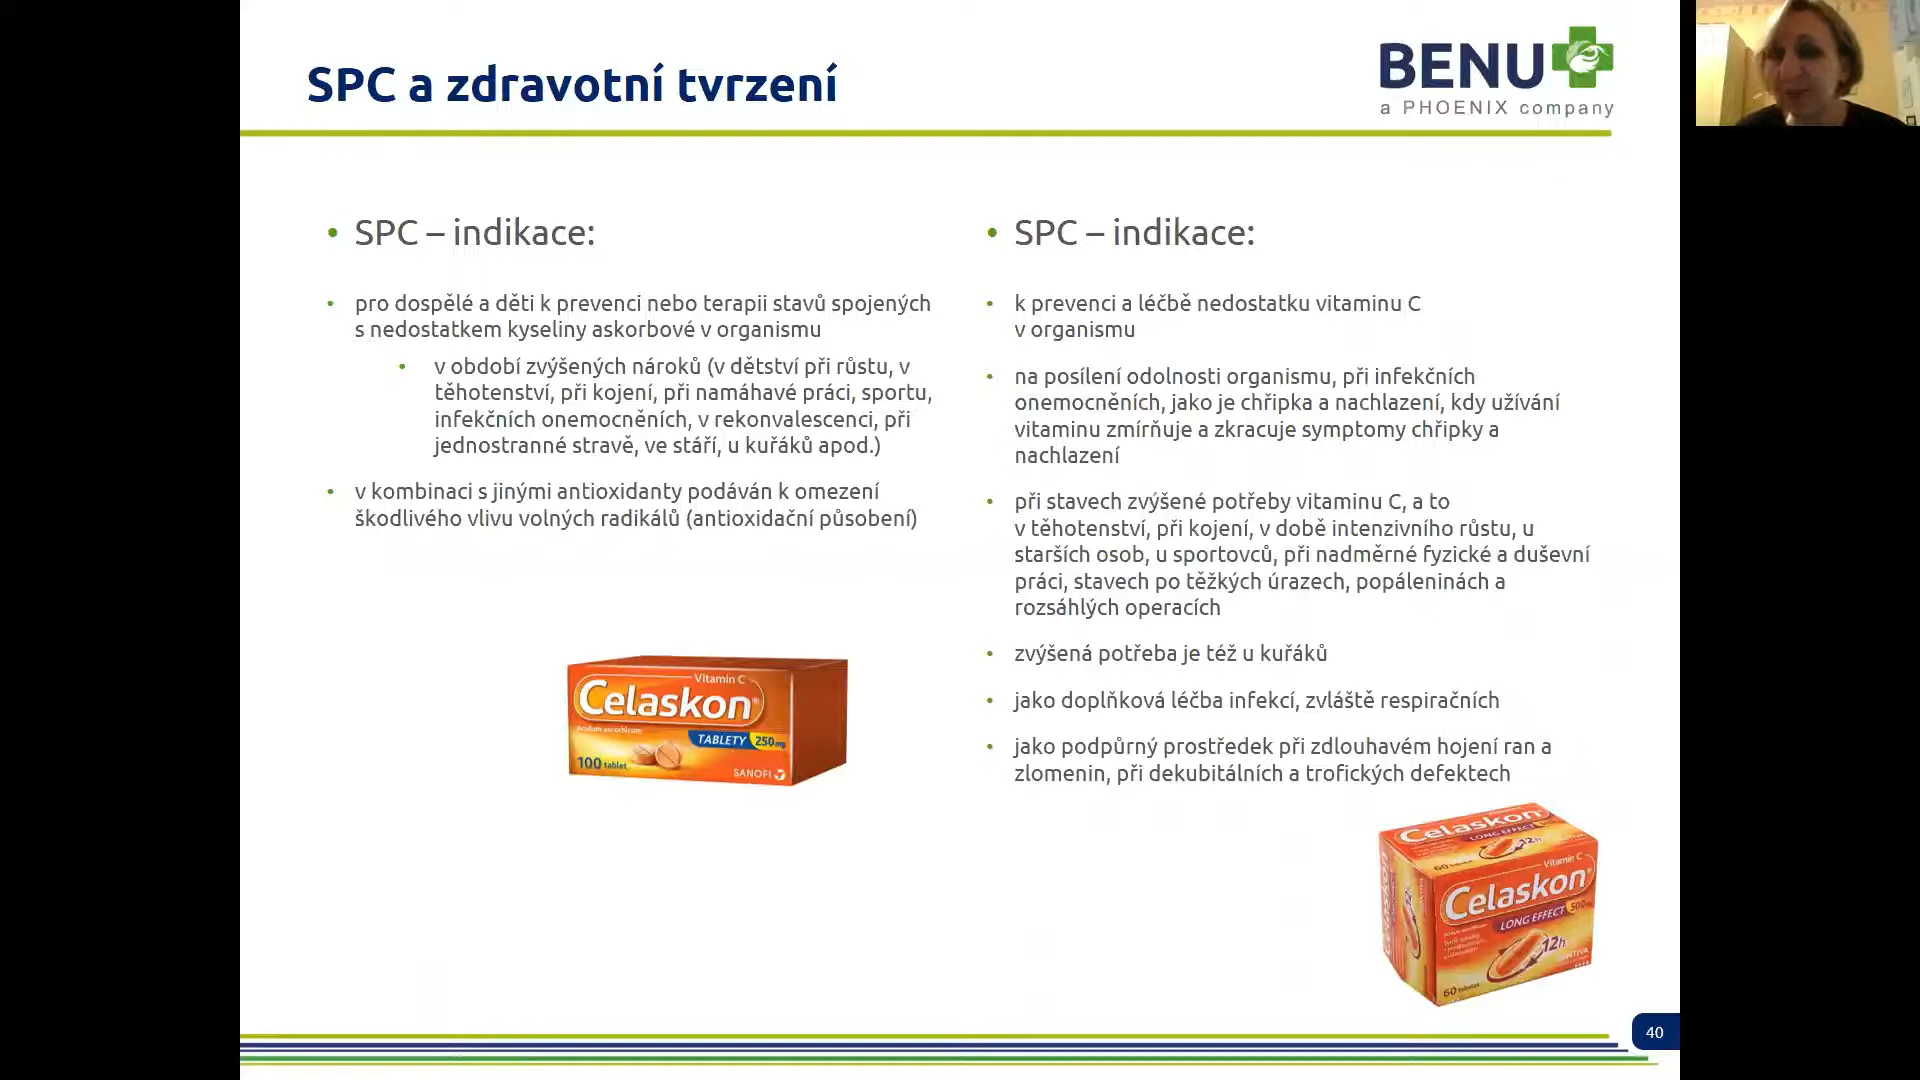 SPC a zdravotní tvrzení
BENU
a PHOENIX company
• SPC – indikace:
• pro dospělé a děti k prevenci nebo terapii stavů spojených
s nedostatkem kyseliny askorbové v organismu
• v období zvýšených nároků (v dětství při růstu, v
těhotenství, při kojení, při namáhavé práci, sportu,
infekčních onemocněních, v rekonvalescenci, při
jednostranné stravě, ve stáří, u kuřáků apod.)
• v kombinaci s jinými antioxidanty podáván k omezení
škodlivého vlivu volných radikálů (antioxidační působení)
Vitamin C
Celaskon®
Acidum ascorbicum
TABLETY 250mg
100 tablet
SANOFI
• SPC – indikace:
• k prevenci a léčbě nedostatku vitaminu C
v organismu
• na posílení odolnosti organismu, při infekčních
onemocněních, jako je chřipka a nachlazení, kdy užívání
vitaminu zmírňuje a zkracuje symptomy chřipky a
nachlazení
• při stavech zvýšené potřeby vitaminu C, a to
v těhotenství, při kojení, v době intenzivního růstu, u
starších osob, u sportovců, při nadměrné fyzické a duševní
práci, stavech po těžkých úrazech, popáleninách a
rozsáhlých operacích
• zvýšená potřeba je též u kuřáků
• jako doplňková léčba infekcí, zvláště respiračních
• jako podpůrný prostředek při zdlouhavém hojení ran a
zlomenin, při dekubitálních a trofických defektech
Celaskon
LONG EFFECT
12h
60 tablet
Vitamin C
Celaskon®
LONG EFFECT 500mg
12h
60 tablet
40